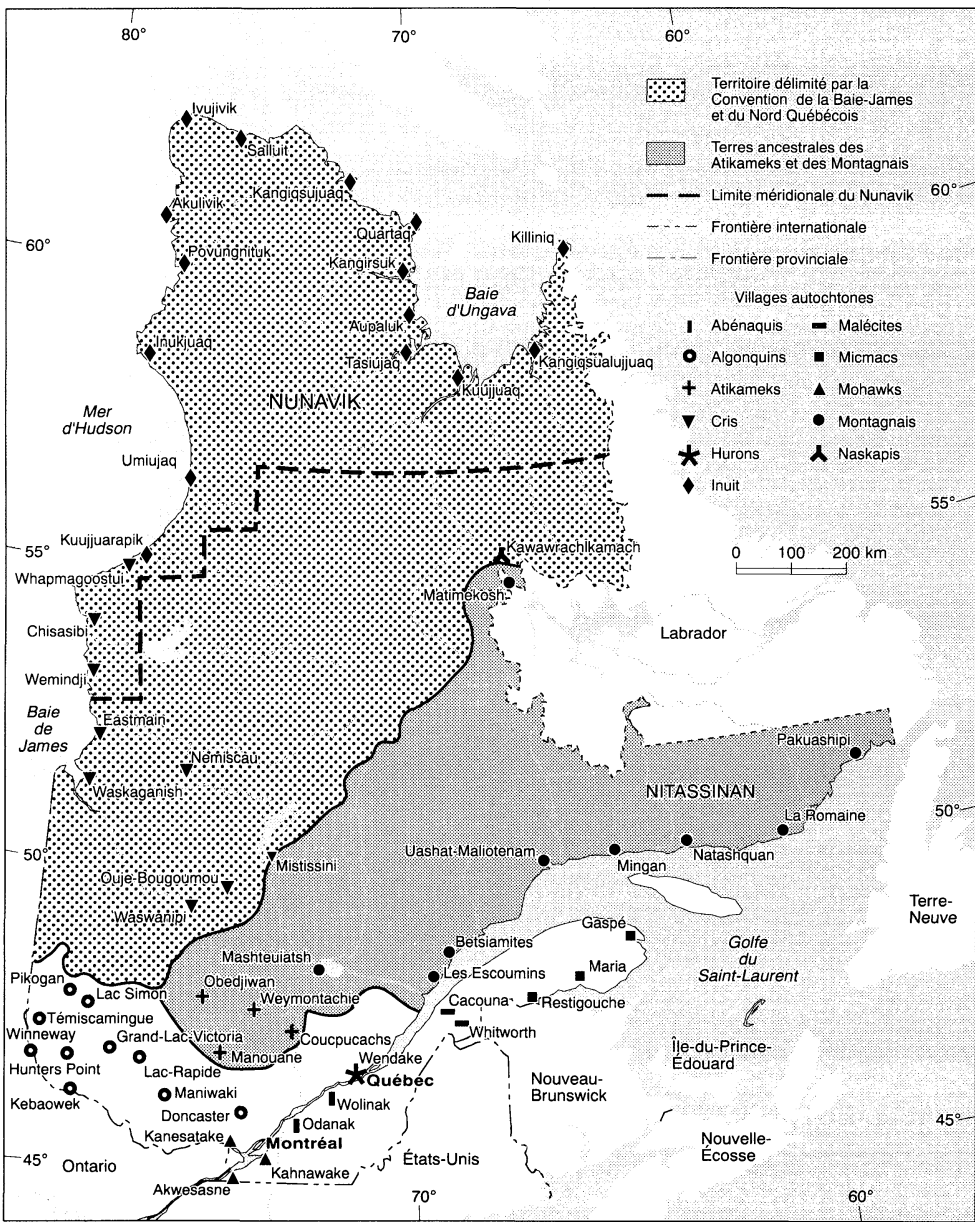 80°
70°
60°
Territoire délimité par la
Convention de la Baie-James
et du Nord Québécois
Terres ancestrales des
Atikameks et des Montagnais
Limite méridionale du Nunavik
Frontière internationale
Frontière provinciale
Villages autochtones
Abénaquis
Malécites
Algonquins
Micmacs
Atikameks
Mohawks
Cris
Montagnais
Hurons
Naskapis
Inuit
0 100 200 km
60°
55°
50°
45°
60°
55°
50°
45°
70°
60°
Ivujivik
Salluit
Kangiqsujuaq
Akulivik
Quartaq
Killiniq
Povungnituk
Kangirsuk
Baie
d'Ungava
Aupaluk
Inukjuaq
Tasiujaq
Kangiqsualujjuaq
Kuujjuaq
NUNAVIK
Mer
d'Hudson
Umiujaq
Kuujjuarapik
Whapmagoostui
Kawawrachlkamach
Matimekosh
Chisasibi
Labrador
Wemindji
Baie
de
James
Eastmain
Nemiscau
Waskaganish
Pakuashipi
NITASSINAN
La Romaine
Natashquan
Mingan
Uashat-Maliotenam
Mistissini
Ouje-Bougoumou
Waswanipi
Terre-
Neuve
Gaspé
Golfe
du
Saint-Laurent
Betsiamites
Mashteuiatsh
Maria
Les Escoumins
Restigouche
Pikogan
Obedjiwan
Lac Simon
Weymontachie
Cacouna
Témiscamingue
Whitworth
Winneway
Grand-Lac-Victoria
Coucpucachs
Île-du-Prince-
Édouard
Manouane
Wendake
Hunters Point
Lac-Rapide
Québec
Nouveau-
Brunswick
Kebaowek
Maniwaki
Wolinak
Doncaster
Odanak
Kanesatake
Montréal
Nouvelle-
Écosse
Ontario
Kahnawake
États-Unis
Akwesasne